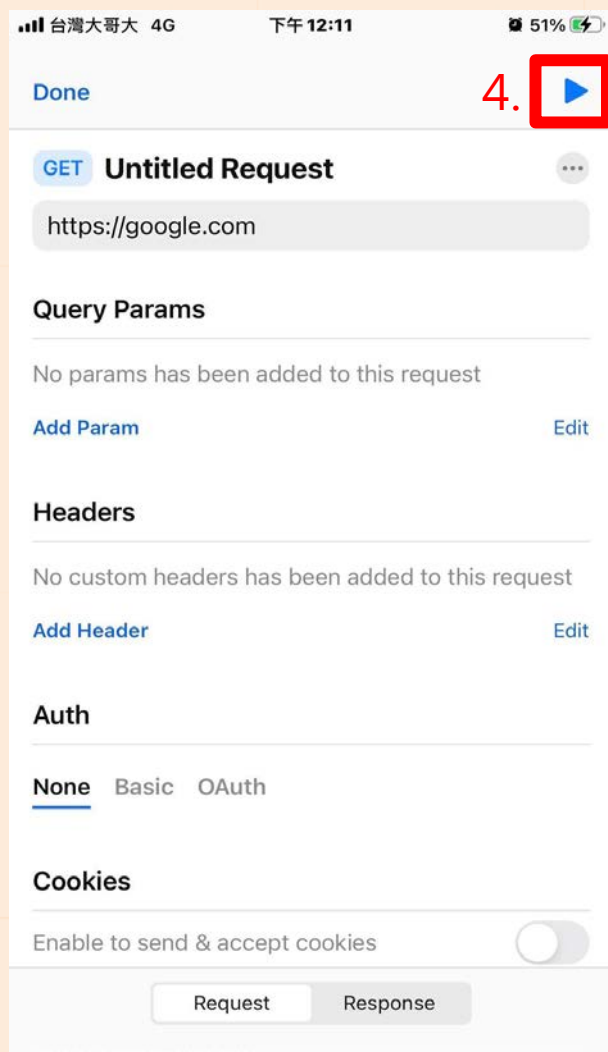 台灣大哥大 4G 下午12:11 51%
Done 4.
GET Untitled Request
https://google.com
Query Params
No params has been added to this request
Add Param Edit
Headers
No custom headers has been added to this request
Add Header Edit
Auth
None Basic OAuth
Cookies
Enable to send & accept cookies
Request Response